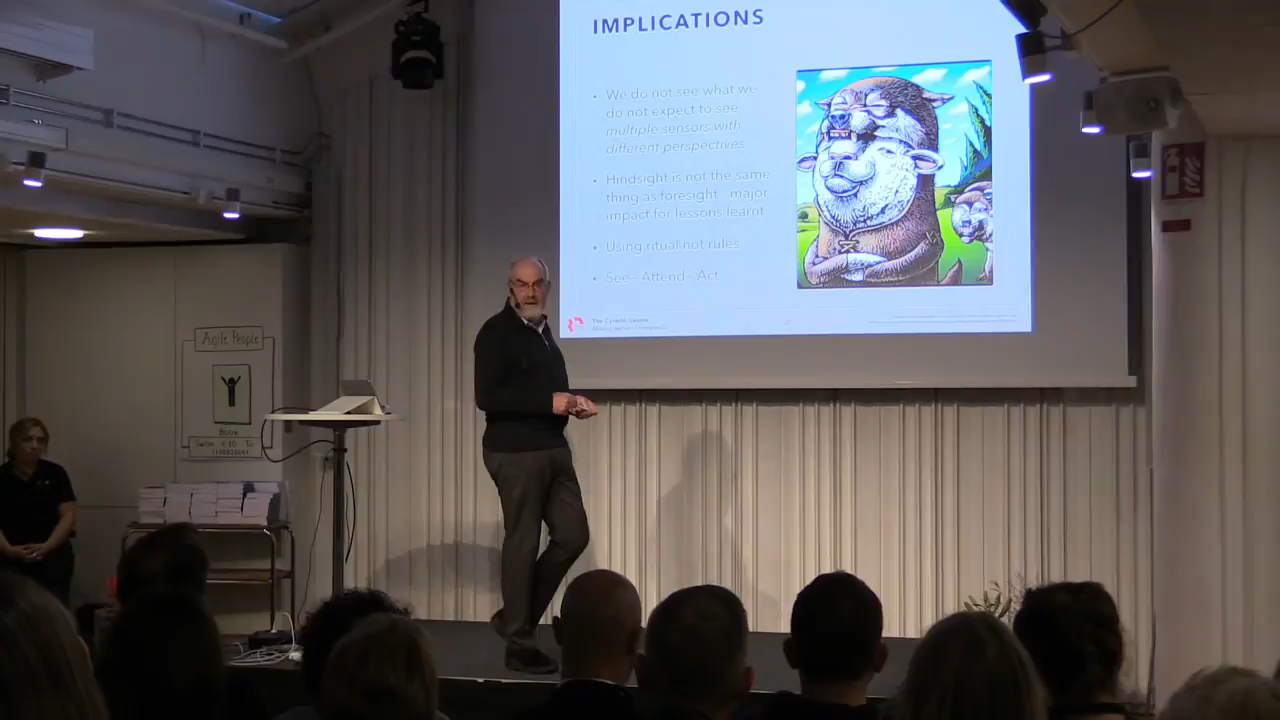 IMPLICATIONS
We do not see what we
do not expect to see
multiple sensors with
different perspectives
Hindsight is not the same
thing as foresight - major
impact for lessons learnt
Using ritual not rules
See - Attend - Act
Agile People
Book